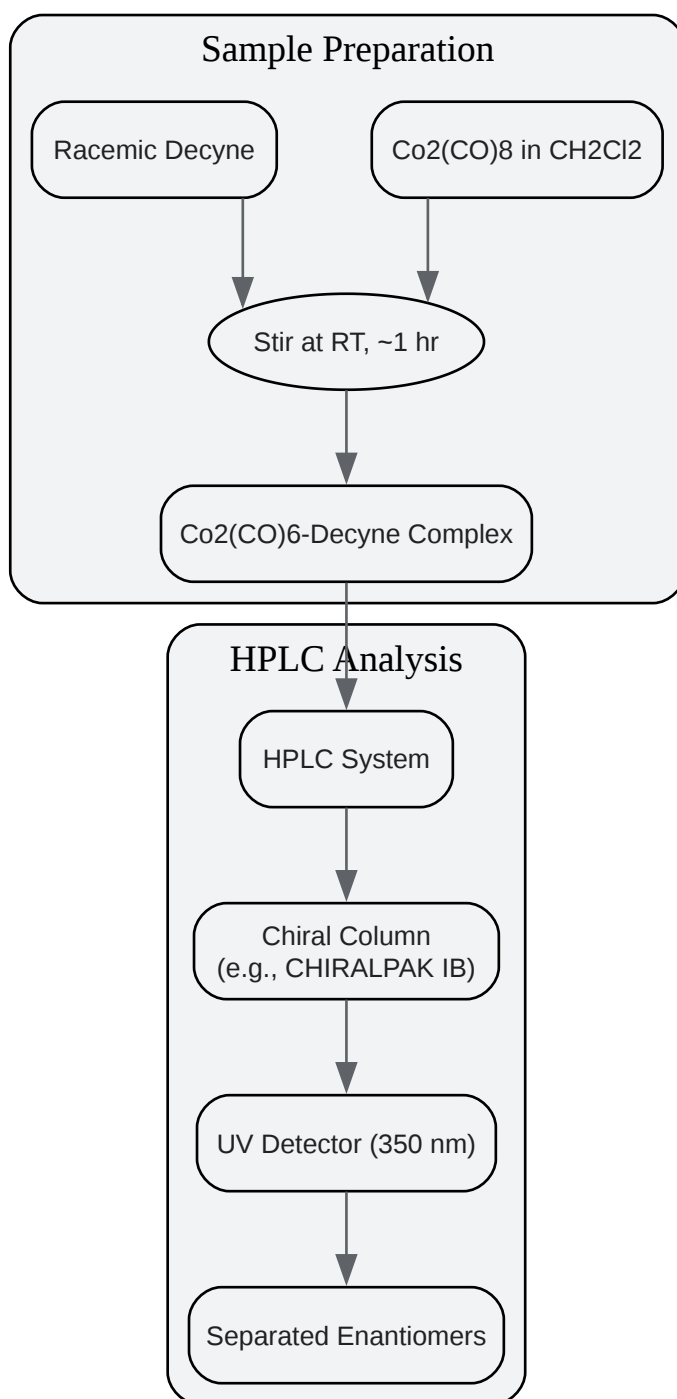 Sample Preparation
Racemic Decyne
Co2(CO)8 in CH2Cl2
Stir at RT, ~1 hr
Co2(CO)6-Decyne Complex
HPLC Analysis
HPLC System
Chiral Column
(e.g., CHIRALPAK IB)
UV Detector (350 nm)
Separated Enantiomers